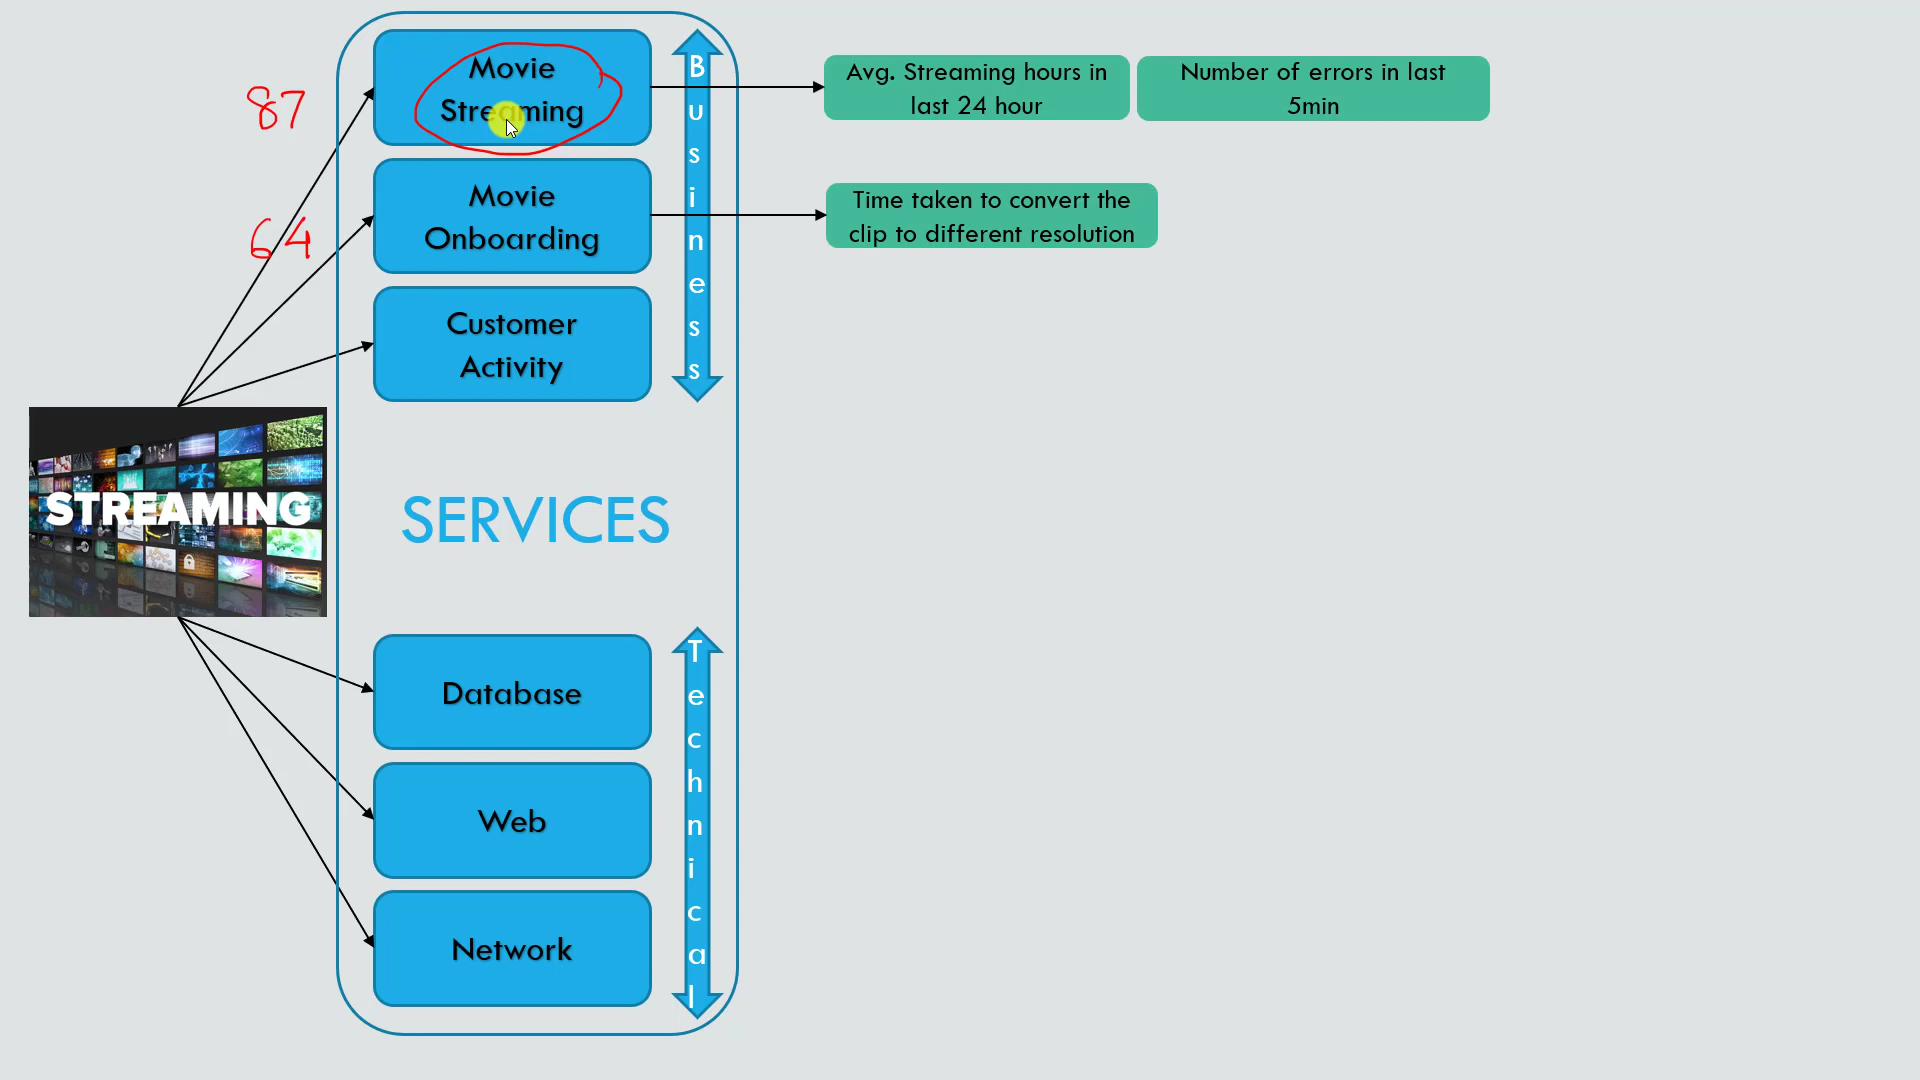 87
Movie
Streaming
Avg. Streaming hours in
last 24 hour
Number of errors in last
5min
64
Movie
Onboarding
Time taken to convert the
clip to different resolution
Customer
Activity
Business
STREAMING
SERVICES
Database
Web
Network
Technical